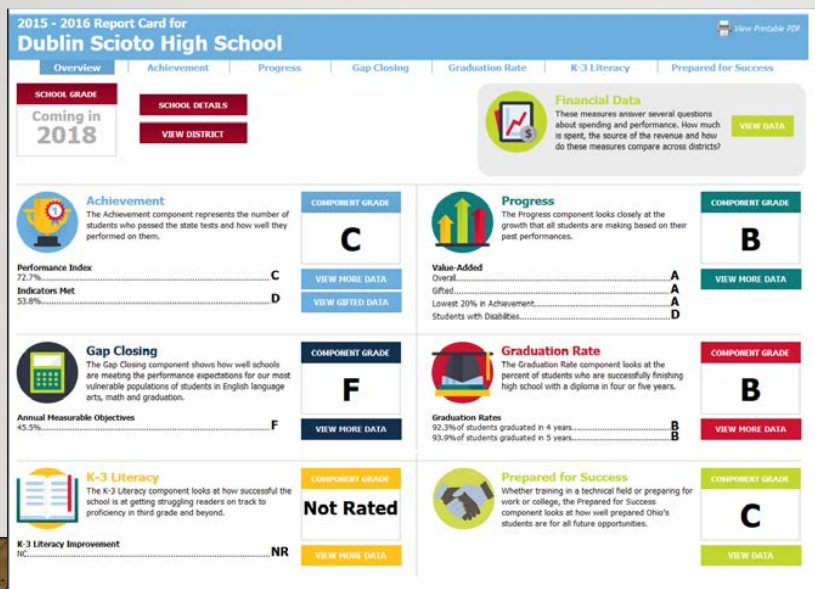 2015 - 2016 Report Card for
Dublin Scioto High School
View Printable PDF
Overview
Achievement
Progress
Gap Closing
Graduation Rate
K-3 Literacy
Prepared for Success
SCHOOL GRADE
Coming in
2018
SCHOOL DETAILS
VIEW DISTRICT
Financial Data
These measures answer several questions
about spending and performance. How much
is spent, the source of the revenue and how
do these measures compare across districts?
VIEW DATA
Achievement
The Achievement component represents the number of
students who passed the state tests and how well they
performed on them.
COMPONENT GRADE
C
Performance Index
72.7%......C
Indicators Met
53.8%......D
VIEW MORE DATA
VIEW GIFTED DATA
Progress
The Progress component looks closely at the
growth that all students are making based on their
past performances.
COMPONENT GRADE
B
Value-Added
Overall......A
Gifted......A
Lowest 20% in Achievement......A
Students with Disabilities......D
VIEW MORE DATA
Gap Closing
The Gap Closing component shows how well schools
are meeting the performance expectations for our most
vulnerable populations of students in English language
arts, math and graduation.
COMPONENT GRADE
F
Annual Measurable Objectives
45.5%......F
VIEW MORE DATA
Graduation Rate
The Graduation Rate component looks at the
percent of students who are successfully finishing
high school with a diploma in four or five years.
COMPONENT GRADE
B
Graduation Rates
92.3% of students graduated in 4 years......B
93.9% of students graduated in 5 years......B
VIEW MORE DATA
K-3 Literacy
The K-3 Literacy component looks at how successful the
school is at getting struggling readers on track to
proficiency in third grade and beyond.
COMPONENT GRADE
Not Rated
K-3 Literacy Improvement
NC......NR
VIEW MORE DATA
Prepared for Success
Whether training in a technical field or preparing for
work or college, the Prepared for Success
component looks at how well prepared Ohio's
students are for all future opportunities.
COMPONENT GRADE
C
VIEW DATA